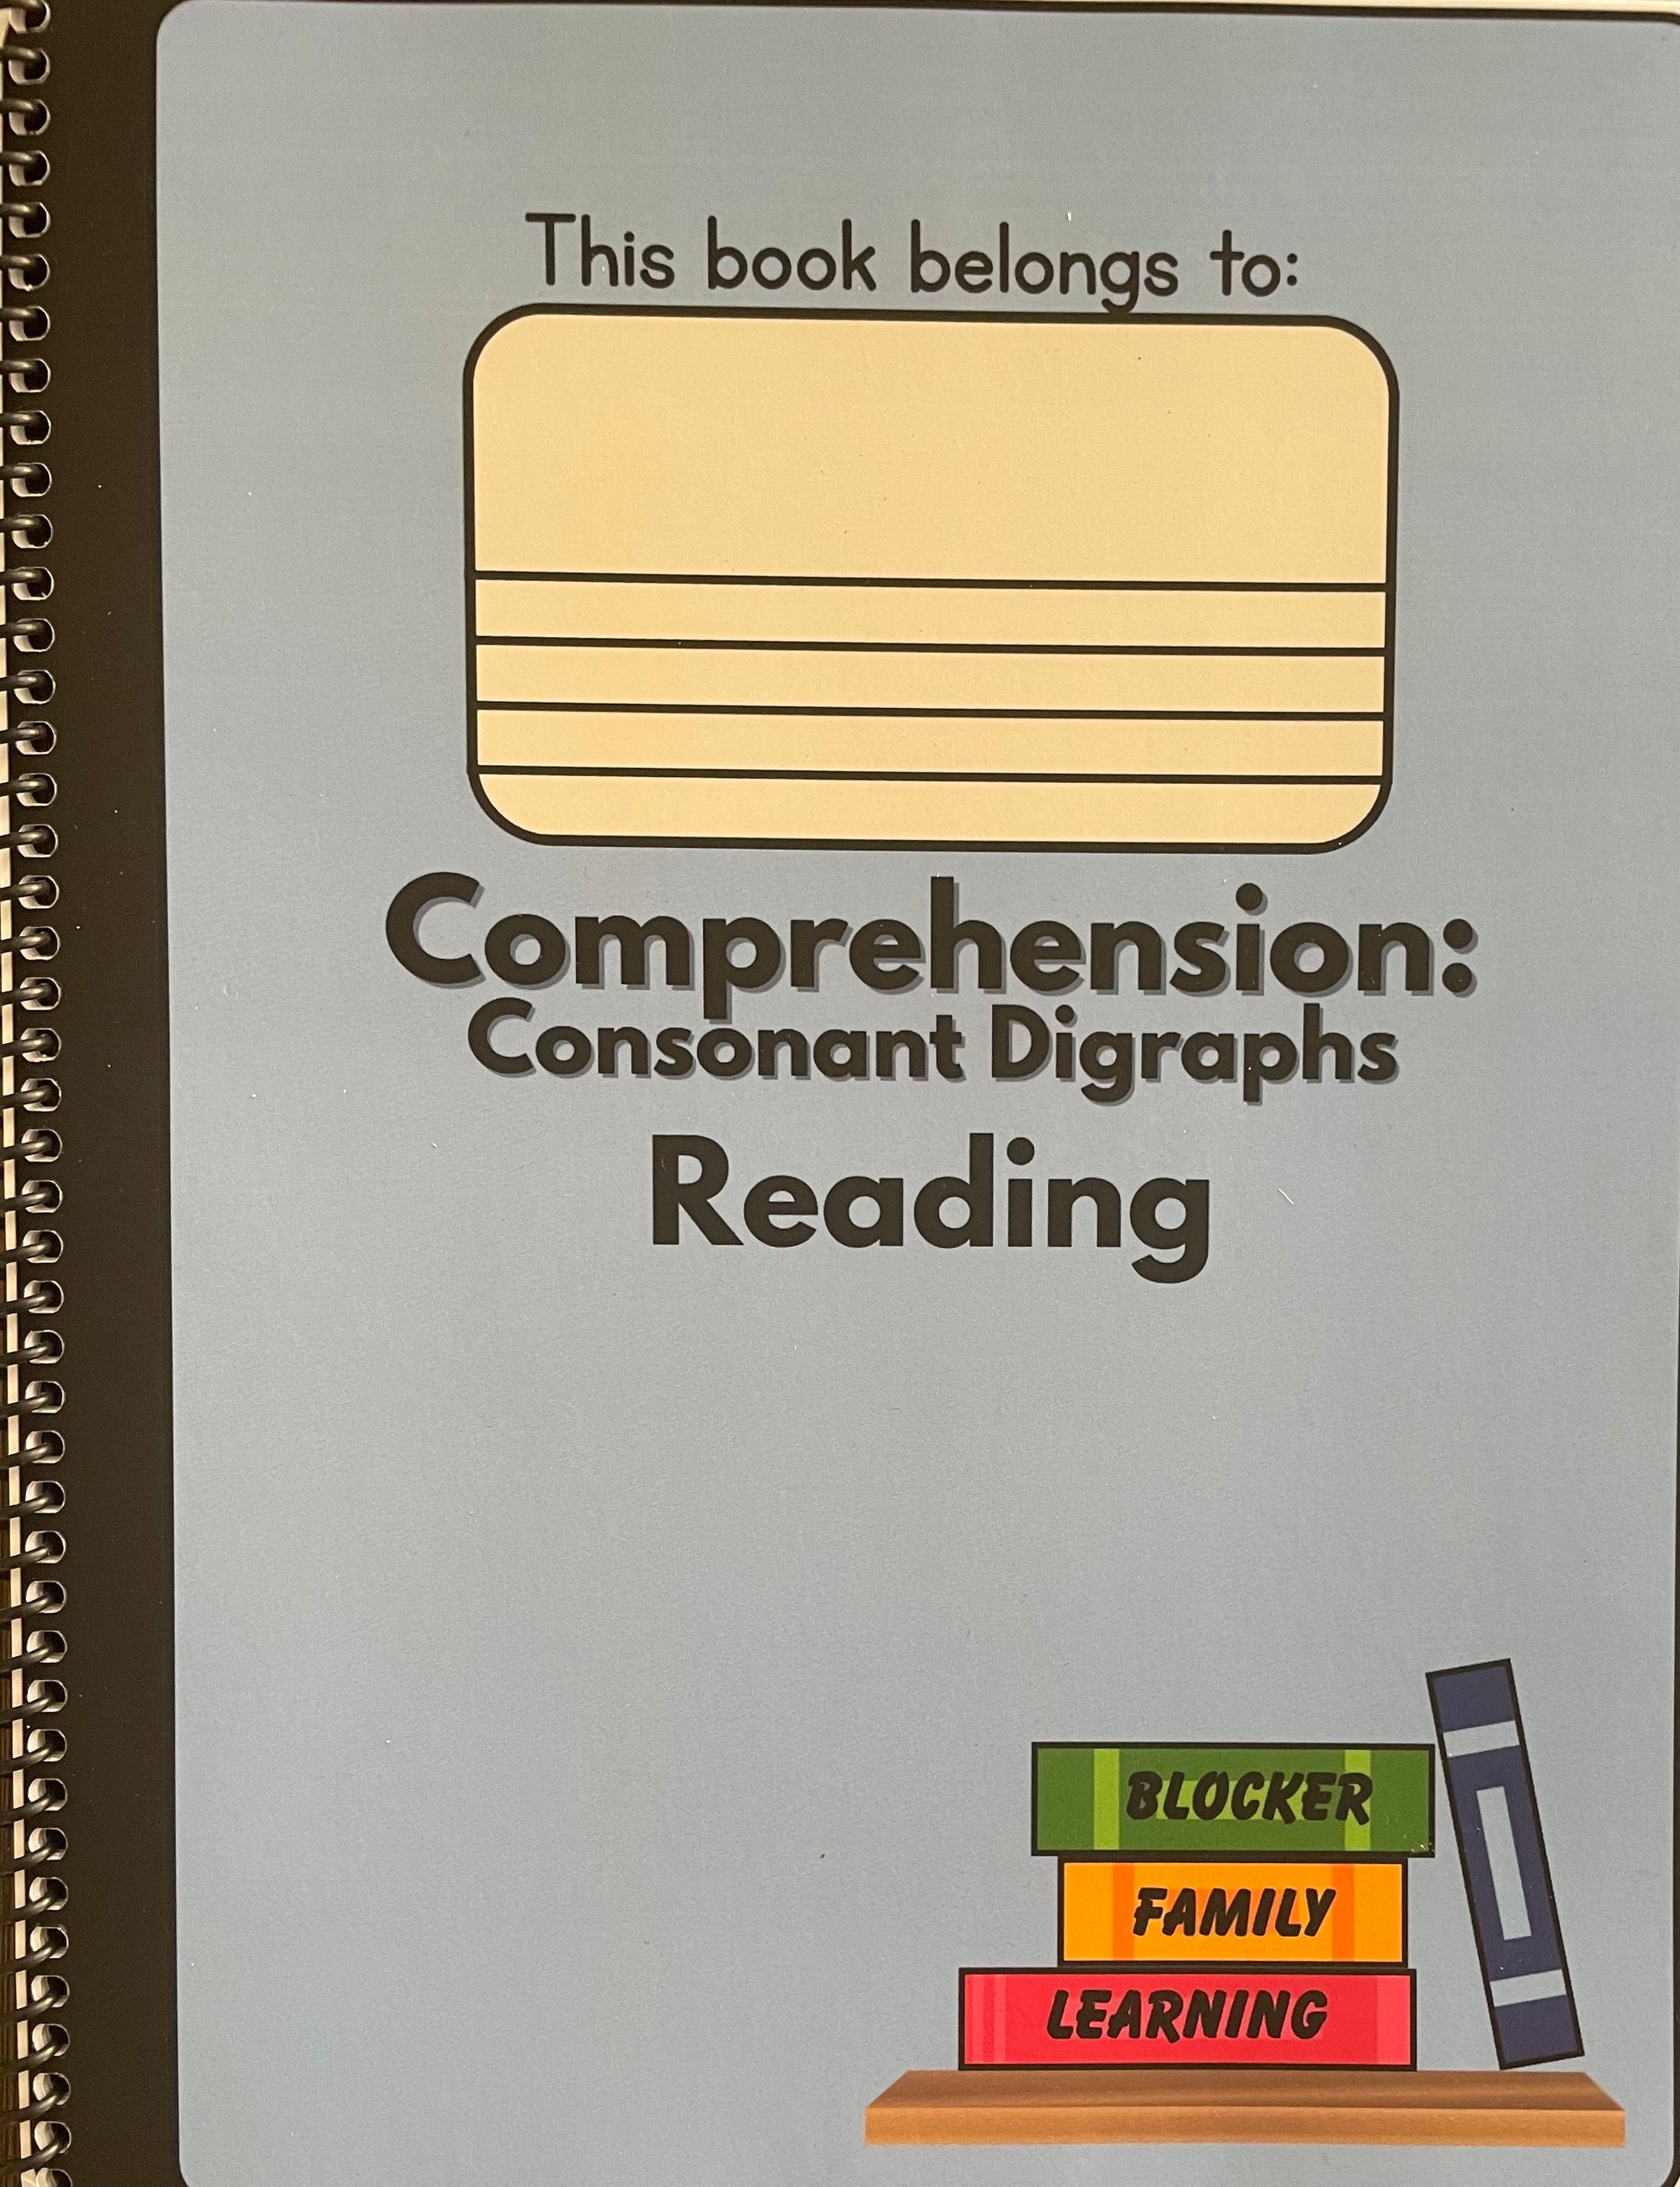 This book belongs to:
Comprehension:
Consonant Digraphs
Reading
BLOCKER
FAMILY
LEARNING